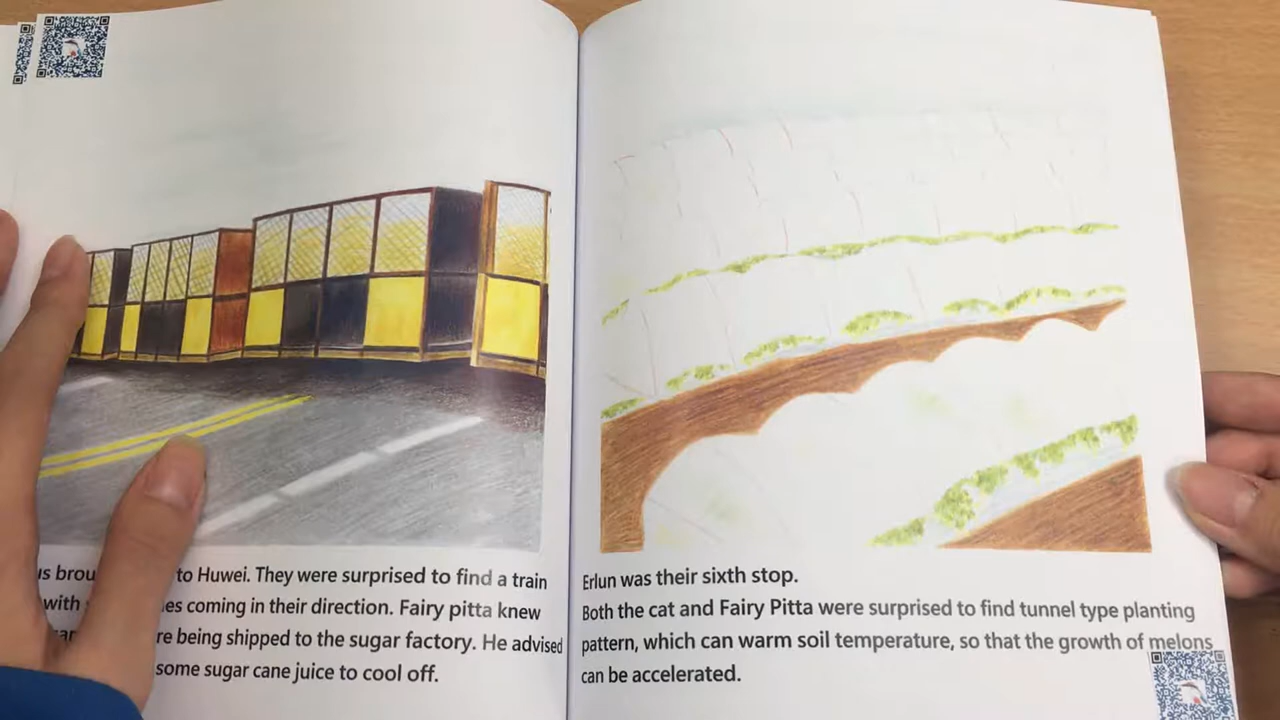 brou to Huwei. They were surprised to find a train
with coming in their direction. Fairy pitta knew
being shipped to the sugar factory. He advised
some sugar cane juice to cool off.
Erlun was their sixth stop.
Both the cat and Fairy Pitta were surprised to find tunnel type planting
pattern, which can warm soil temperature, so that the growth of melons
can be accelerated.